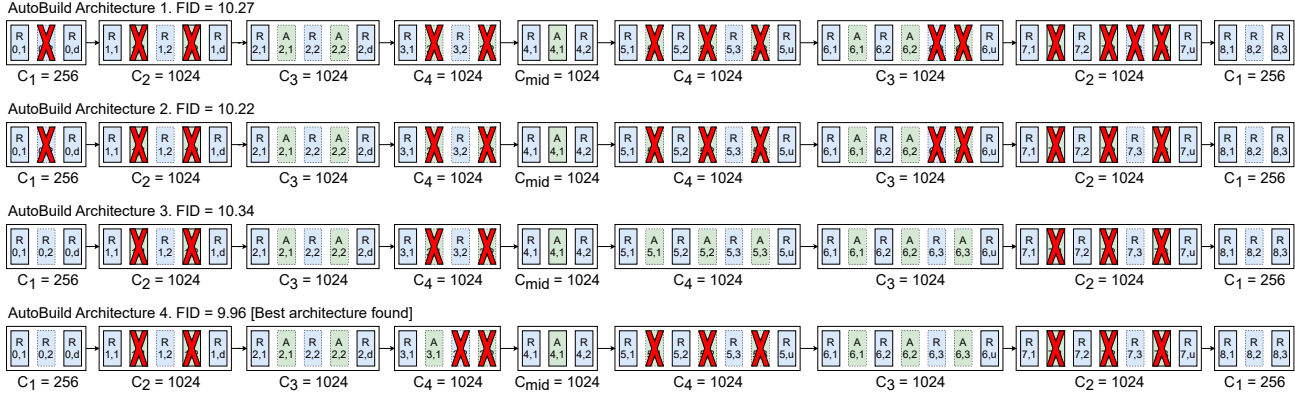 AutoBuild Architecture 1. FID = 10.27
R R R R R R A R A R R R R A R R R R R R A R A R R R R R R R
0,1 0,d 1,1 1,2 1,d 2,1 2,1 2,2 2,2 2,d 3,1 3,2 4,1 4,1 4,2 5,1 5,2 5,3 5,u 6,1 6,1 6,2 6,2 6,u 7,1 7,2 7,u 8,1 8,2 8,3
C1 = 256 C2 = 1024 C3 = 1024 C4 = 1024 Cmid = 1024 C4 = 1024 C3 = 1024 C2 = 1024 C1 = 256
AutoBuild Architecture 2. FID = 10.22
R R R R R R A R A R R R R A R R R R R R A R A R R R R R R R R
0,1 0,d 1,1 1,2 1,d 2,1 2,1 2,2 2,2 2,d 3,1 3,2 4,1 4,1 4,2 5,1 5,2 5,3 5,u 6,1 6,1 6,2 6,2 6,u 7,1 7,2 7,3 7,u 8,1 8,2 8,3
C1 = 256 C2 = 1024 C3 = 1024 C4 = 1024 Cmid = 1024 C4 = 1024 C3 = 1024 C2 = 1024 C1 = 256
AutoBuild Architecture 3. FID = 10.34
R R R R R R R A R A R R R R A R R A R A R A R R A R A R A R R R R R R R R
0,1 0,2 0,d 1,1 1,2 1,d 2,1 2,1 2,2 2,2 2,d 3,1 3,2 4,1 4,1 4,2 5,1 5,1 5,2 5,2 5,3 5,3 5,u 6,1 6,1 6,2 6,2 6,3 6,3 6,u 7,1 7,2 7,3 7,u 8,1 8,2 8,3
C1 = 256 C2 = 1024 C3 = 1024 C4 = 1024 Cmid = 1024 C4 = 1024 C3 = 1024 C2 = 1024 C1 = 256
AutoBuild Architecture 4. FID = 9.96 [Best architecture found]
R R R R R R R A R A R R A R A R R R R R R A R A R A R R R R R R R R
0,1 0,2 0,d 1,1 1,2 1,d 2,1 2,1 2,2 2,2 2,d 3,1 3,1 4,1 4,1 4,2 5,1 5,2 5,3 5,u 6,1 6,1 6,2 6,2 6,3 6,3 6,u 7,1 7,2 7,3 7,u 8,1 8,2 8,3
C1 = 256 C2 = 1024 C3 = 1024 C4 = 1024 Cmid = 1024 C4 = 1024 C3 = 1024 C2 = 1024 C1 = 256